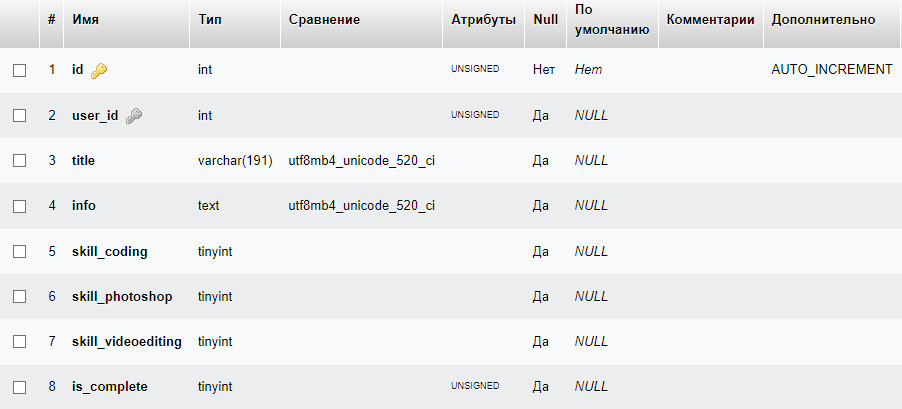 # Имя Тип Сравнение Атрибуты Null По умолчанию Комментарии Дополнительно
1 id int UNSIGNED Нет Нет AUTO_INCREMENT
2 user_id int UNSIGNED Да NULL
3 title varchar(191) utf8mb4_unicode_520_ci Да NULL
4 info text utf8mb4_unicode_520_ci Да NULL
5 skill_coding tinyint Да NULL
6 skill_photoshop tinyint Да NULL
7 skill_videoediting tinyint Да NULL
8 is_complete tinyint UNSIGNED Да NULL